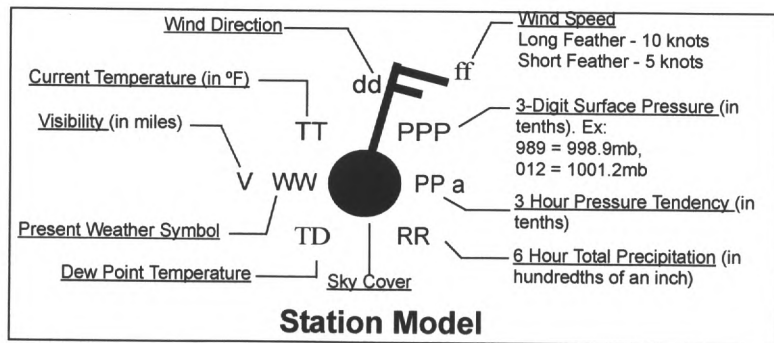 Wind Direction
Wind Speed
Long Feather - 10 knots
Short Feather - 5 knots
ff
dd
Current Temperature (in ºF)
TT
PPP
3-Digit Surface Pressure (in
tenths). Ex:
989 = 998.9mb,
012 = 1001.2mb
Visibility (in miles)
V
WW
PP a
3 Hour Pressure Tendency (in
tenths)
Present Weather Symbol
TD
RR
6 Hour Total Precipitation (in
hundredths of an inch)
Dew Point Temperature
Sky Cover
Station Model